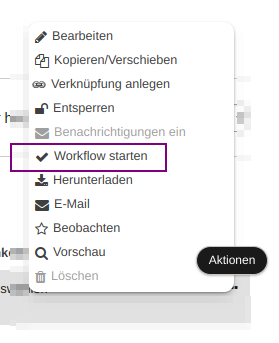 Bearbeiten
Kopieren/Verschieben
Verknüpfung anlegen
Entsperren
Benachrichtigungen ein
Workflow starten
Herunterladen
E-Mail
Beobachten
Vorschau
Aktionen
Löschen